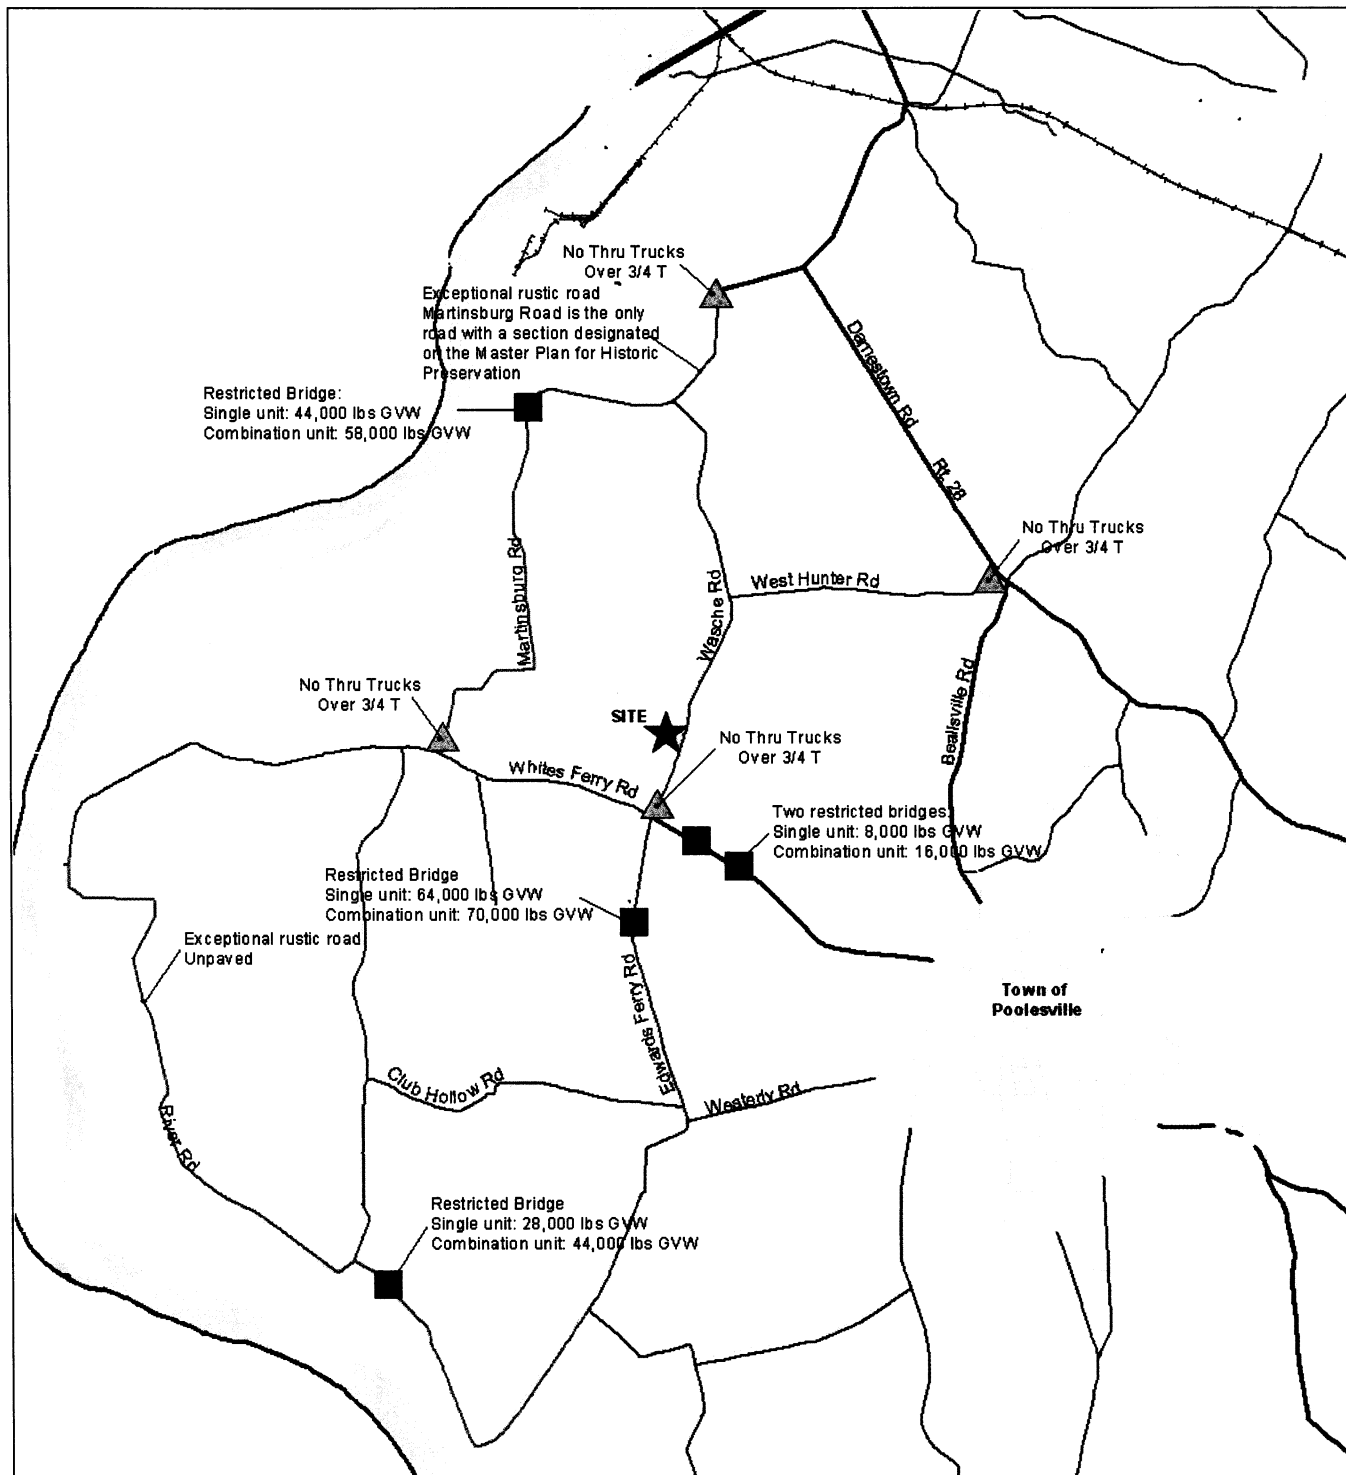 No Thru Trucks
Over 3/4 T
Exceptional rustic road
Martinsburg Road is the only
road with a section designated
on the Master Plan for Historic
Preservation
Restricted Bridge:
Single unit: 44,000 lbs GVW
Combination unit: 58,000 lbs GVW
Darnestown Rd
Rt. 28
No Thru Trucks
Over 3/4 T
West Hunter Rd
Martinsburg Rd
Wasche Rd
Beallsville Rd
No Thru Trucks
Over 3/4 T
SITE
No Thru Trucks
Over 3/4 T
Whites Ferry Rd
Two restricted bridges:
Single unit: 8,000 lbs GVW
Combination unit: 16,000 lbs GVW
Restricted Bridge
Single unit: 64,000 lbs GVW
Combination unit: 70,000 lbs GVW
Exceptional rustic road
Unpaved
Edwards Ferry Rd
Town of
Poolesville
Club Hollow Rd
Westerly Rd
River Rd
Restricted Bridge
Single unit: 28,000 lbs GVW
Combination unit: 44,000 lbs GVW